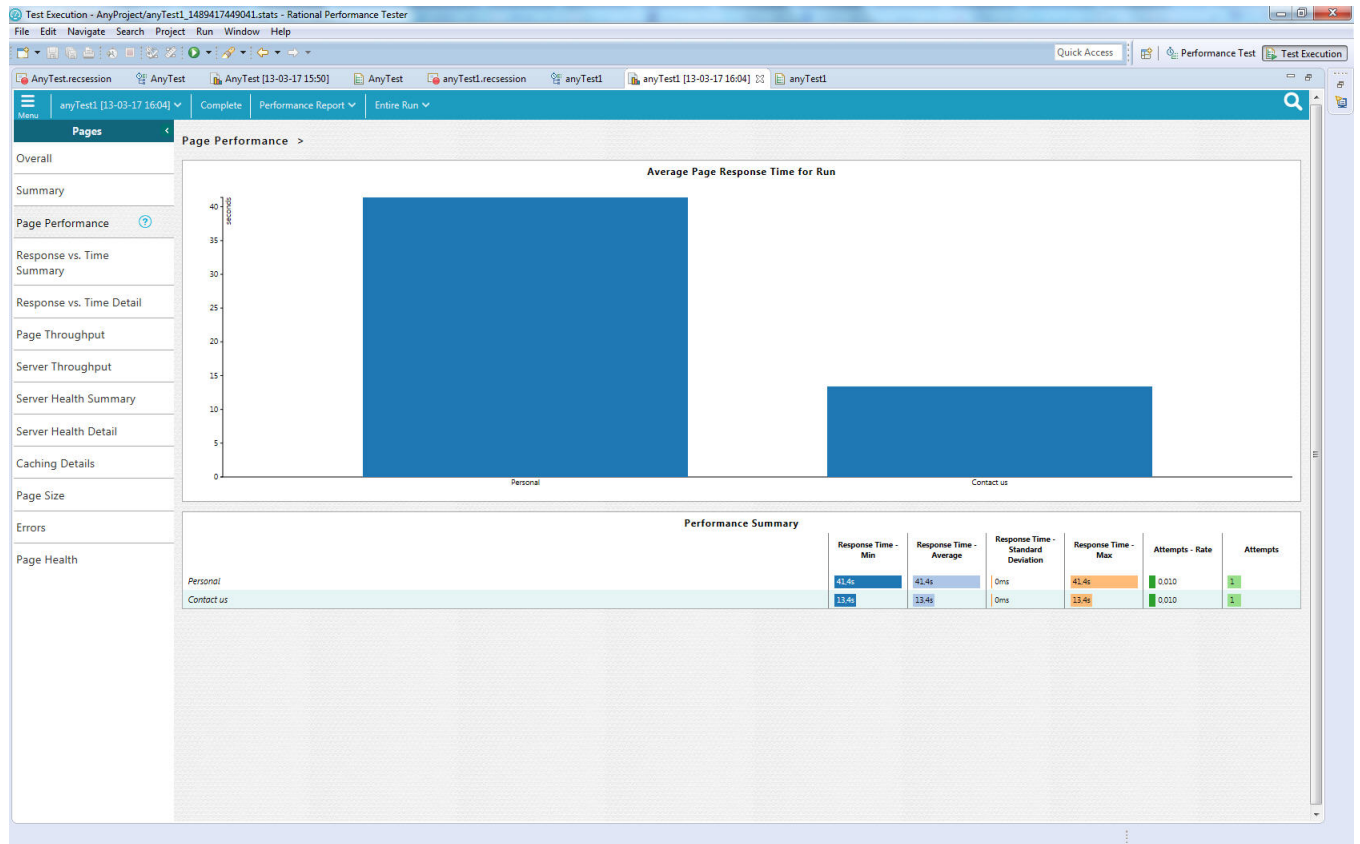 Test Execution - AnyProject/anyTest1_1489417449041.stats - Rational Performance Tester
File Edit Navigate Search Project Run Window Help
Quick Access
Performance Test
Test Execution
AnyTest.recsession
AnyTest
AnyTest [13-03-17 15:50]
AnyTest
anyTest1.recsession
anyTest1
anyTest1 [13-03-17 16:04]
anyTest1
Menu
anyTest1 [13-03-17 16:04]
Complete
Performance Report
Entire Run
Pages
Overall
Summary
Page Performance ?
Response vs. Time
Summary
Response vs. Time Detail
Page Throughput
Server Throughput
Server Health Summary
Server Health Detail
Caching Details
Page Size
Errors
Page Health
Page Performance >
Average Page Response Time for Run
seconds
40
35
30
25
20
15
10
5
0
Personal
Contact us
Performance Summary
Response Time -
Min
Response Time -
Average
Response Time -
Standard
Deviation
Response Time -
Max
Attempts - Rate
Attempts
Personal 41,4s 41,4s 0ms 41,4s 0,010 1
Contact us 13,4s 13,4s 0ms 13,4s 0,010 1